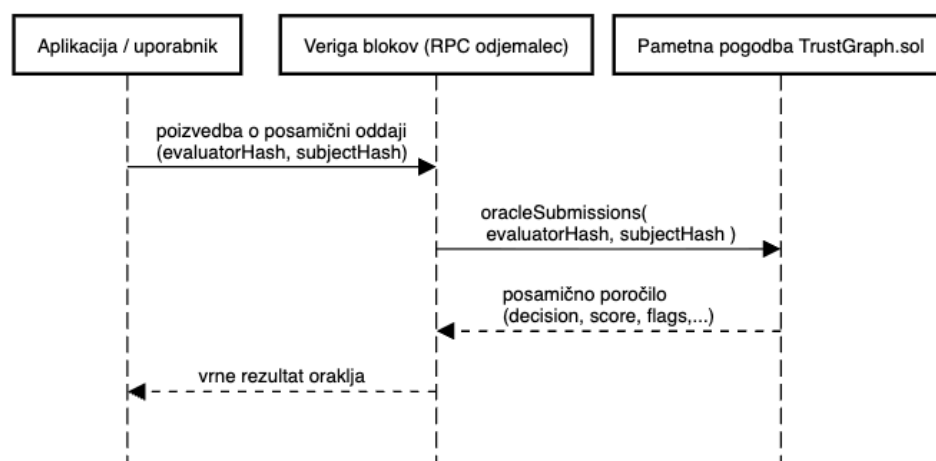 Aplikacija / uporabnik
Veriga blokov (RPC odjemalec)
Pametna pogodba TrustGraph.sol
poizvedba o posamični oddaji
(evaluatorHash, subjectHash)
oracleSubmissions(
evaluatorHash, subjectHash )
posamično poročilo
(decision, score, flags,...)
vrne rezultat oraklja